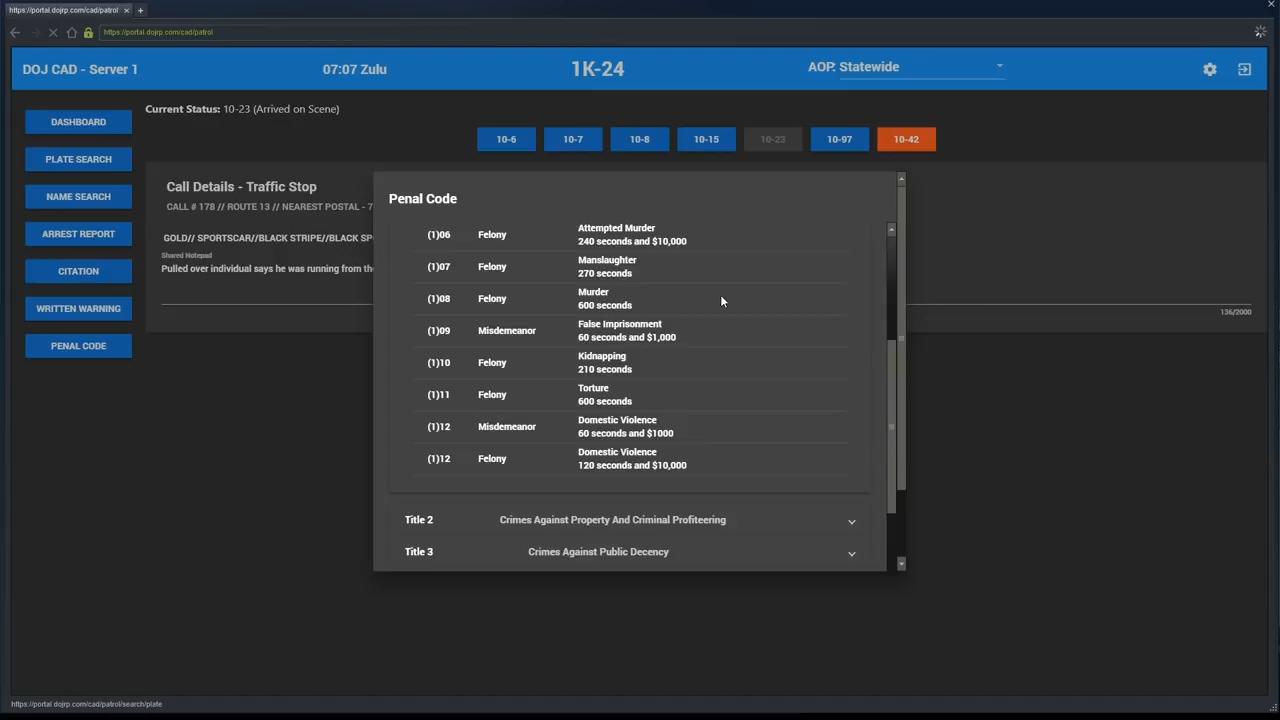 https://portal.dojrp.com/cad/patrol
https://portal.dojrp.com/cad/patrol
DOJ CAD - Server 1
07:07 Zulu
1K-24
AOP: Statewide
DASHBOARD
PLATE SEARCH
NAME SEARCH
ARREST REPORT
CITATION
WRITTEN WARNING
PENAL CODE
Current Status: 10-23 (Arrived on Scene)
10-6
10-7
10-8
10-15
10-23
10-97
10-42
Call Details - Traffic Stop
CALL # 178 // ROUTE 13 // NEAREST POSTAL - 7
GOLD// SPORTSCAR//BLACK STRIPE//BLACK SP
Shared Notepad
Pulled over individual says he was running from the
136/2000
Penal Code
(1)06 Felony Attempted Murder
240 seconds and $10,000
(1)07 Felony Manslaughter
270 seconds
(1)08 Felony Murder
600 seconds
(1)09 Misdemeanor False Imprisonment
60 seconds and $1,000
(1)10 Felony Kidnapping
210 seconds
(1)11 Felony Torture
600 seconds
(1)12 Misdemeanor Domestic Violence
60 seconds and $1000
(1)12 Felony Domestic Violence
120 seconds and $10,000
Title 2 Crimes Against Property And Criminal Profiteering
Title 3 Crimes Against Public Decency
https://portal.dojrp.com/cad/patrol/search/plate